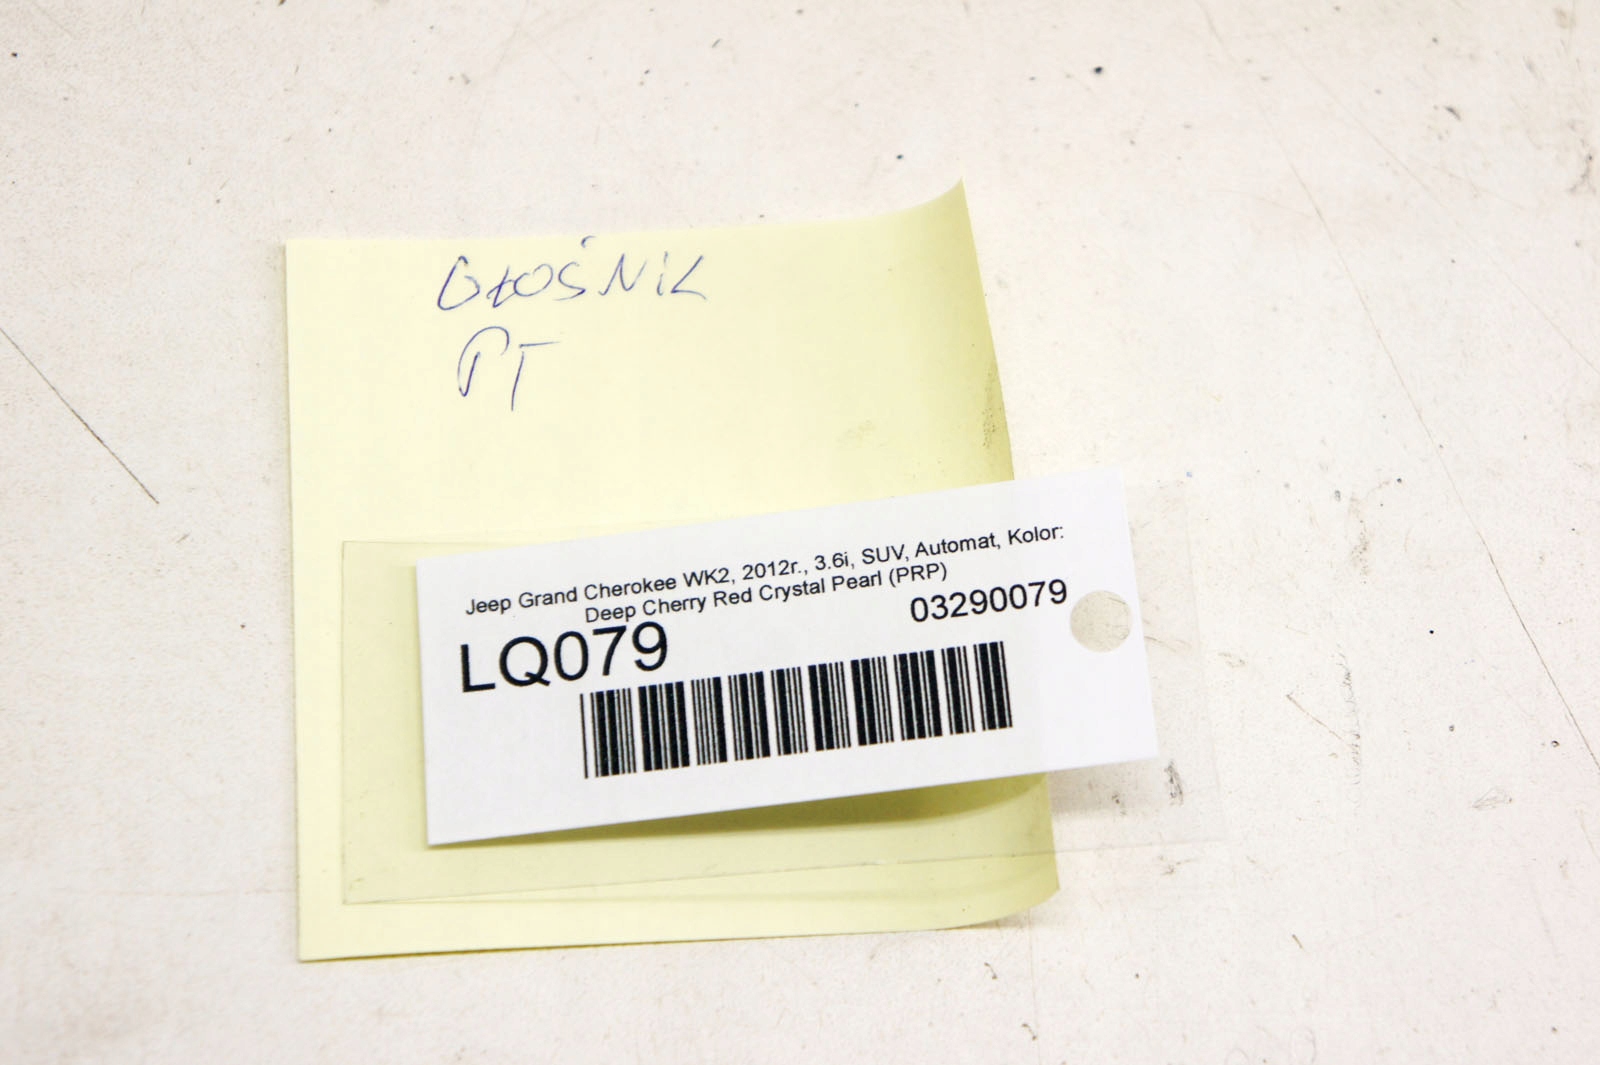 GŁOŚNIK
PT
Jeep Grand Cherokee WK2, 2012r., 3.6i, SUV, Automat, Kolor:
Deep Cherry Red Crystal Pearl (PRP)
03290079
LQ079